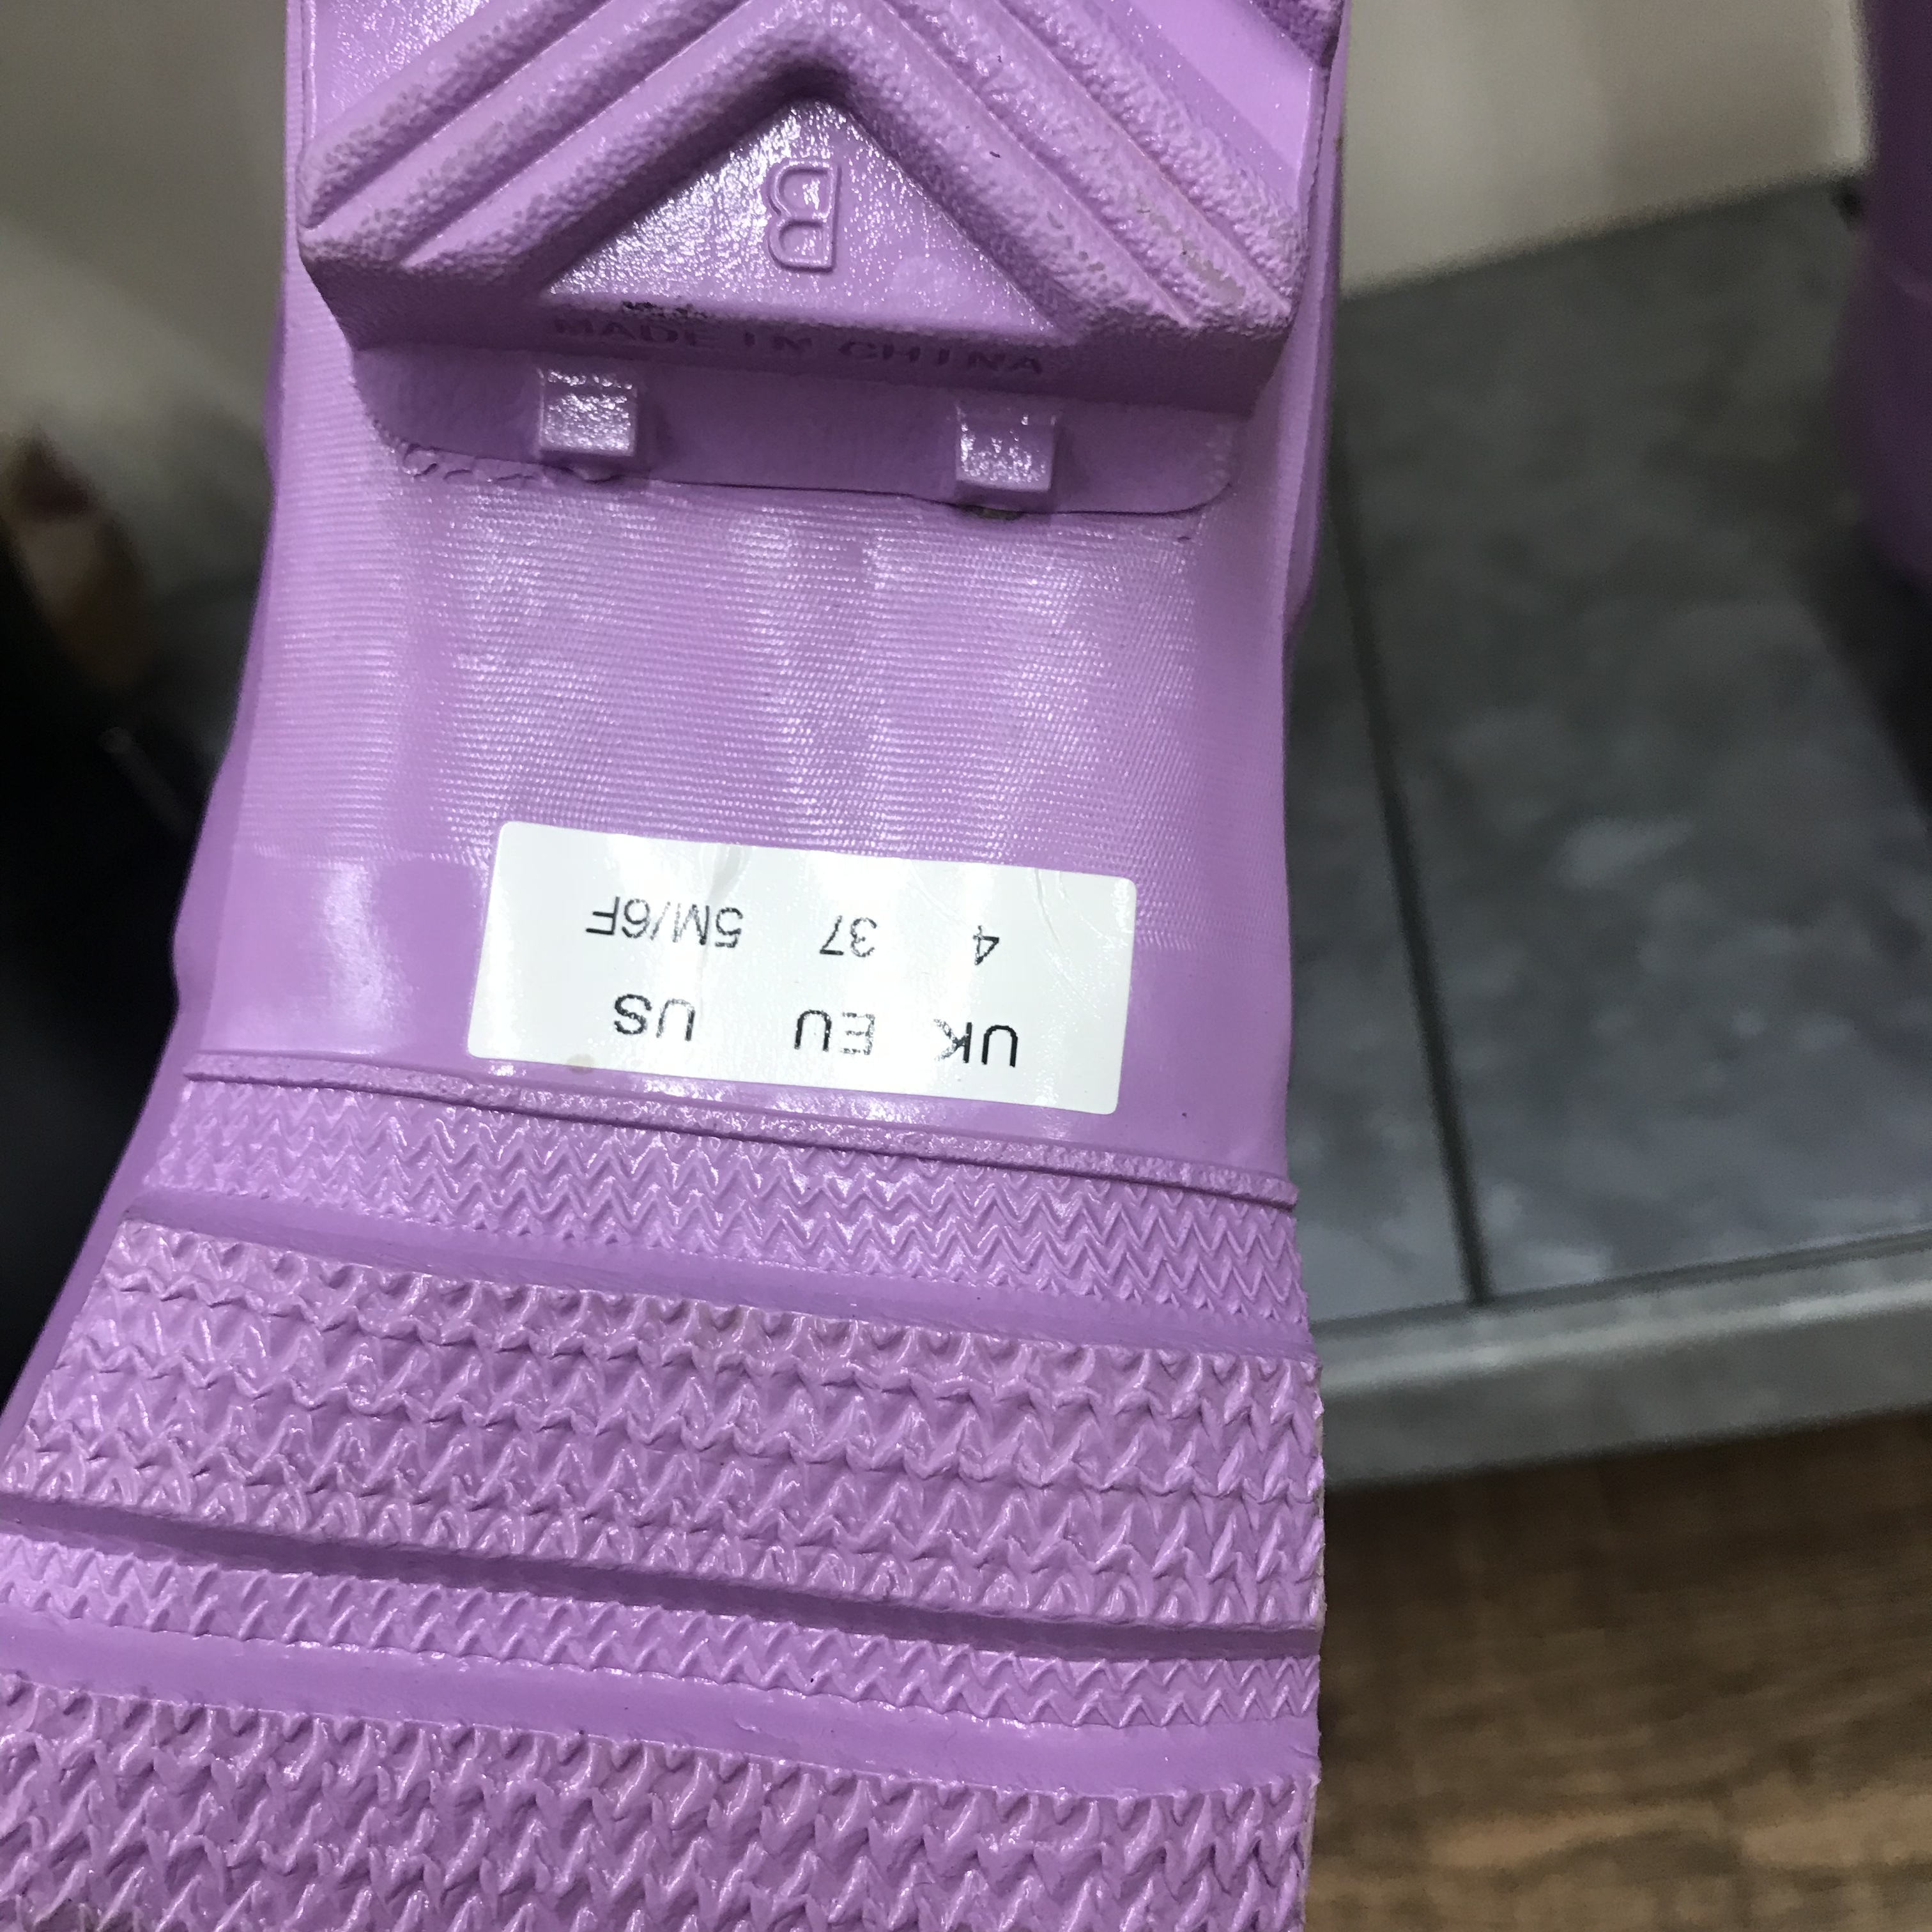 B
MADE IN CHINA
UK EU US
4 37 5M/6F